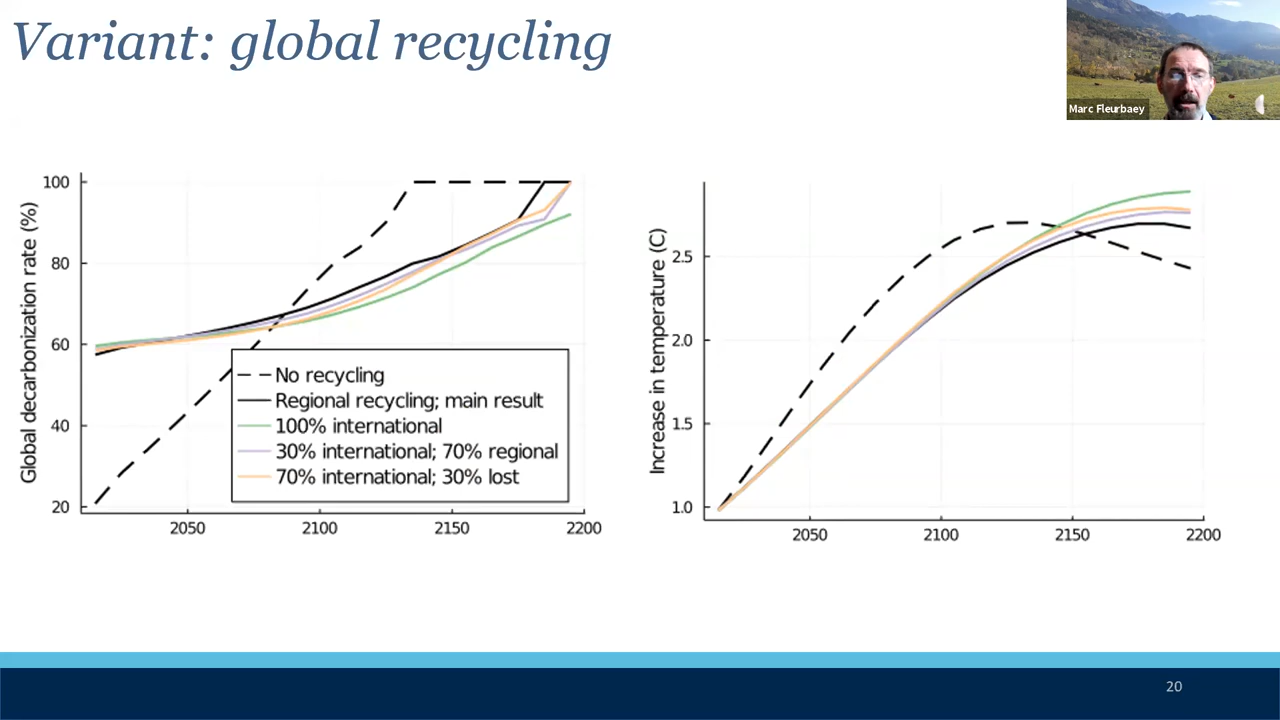 Variant: global recycling
Marc Fleurbaey
Global decarbonization rate (%)
100
80
60
40
20
2050
2100
2150
2200
No recycling
Regional recycling; main result
100% international
30% international; 70% regional
70% international; 30% lost
Increase in temperature (C)
2.5
2.0
1.5
1.0
2050
2100
2150
2200
20